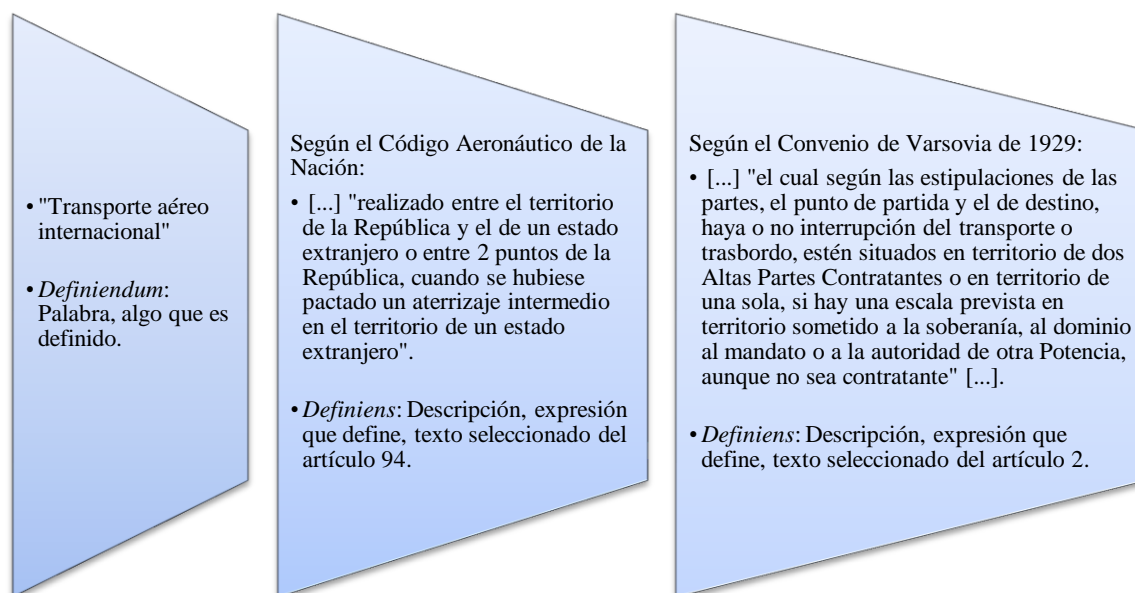 • "Transporte aéreo
internacional"
• Definiendum:
Palabra, algo que es
definido.
Según el Código Aeronáutico de la
Nación:
• [...] "realizado entre el territorio
de la República y el de un estado
extranjero o entre 2 puntos de la
República, cuando se hubiese
pactado un aterrizaje intermedio
en el territorio de un estado
extranjero".
• Definiens: Descripción, expresión
que define, texto seleccionado del
artículo 94.
Según el Convenio de Varsovia de 1929:
• [...] "el cual según las estipulaciones de las
partes, el punto de partida y el de destino,
haya o no interrupción del transporte o
trasbordo, estén situados en territorio de dos
Altas Partes Contratantes o en territorio de
una sola, si hay una escala prevista en
territorio sometido a la soberanía, al dominio
al mandato o a la autoridad de otra Potencia,
aunque no sea contratante" [...].
• Definiens: Descripción, expresión que
define, texto seleccionado del artículo 2.